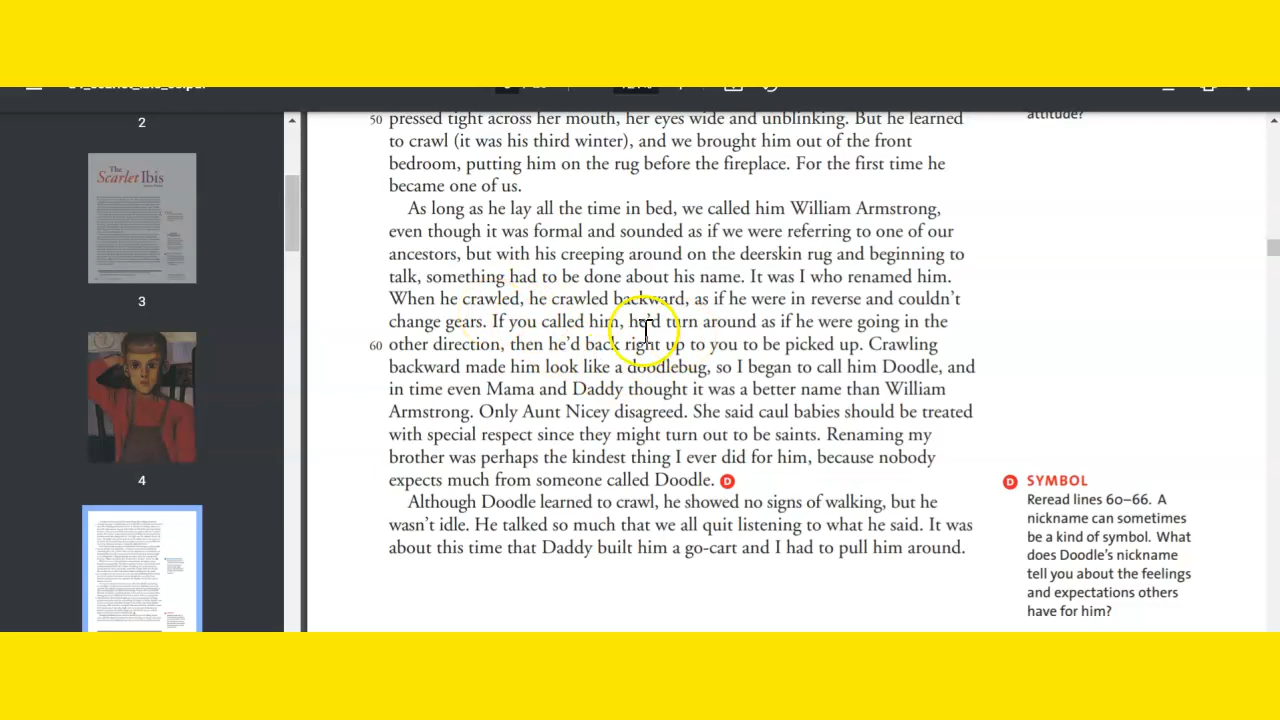 2
The
Scarlet Ibis
3
4
50 pressed tight across her mouth, her eyes wide and unblinking. But he learned
to crawl (it was his third winter), and we brought him out of the front
bedroom, putting him on the rug before the fireplace. For the first time he
became one of us.
As long as he lay all the time in bed, we called him William Armstrong,
even though it was formal and sounded as if we were referring to one of our
ancestors, but with his creeping around on the deerskin rug and beginning to
talk, something had to be done about his name. It was I who renamed him.
When he crawled, he crawled backward, as if he were in reverse and couldn't
change gears. If you called him, he'd turn around as if he were going in the
60 other direction, then he'd back right up to you to be picked up. Crawling
backward made him look like a doodlebug, so I began to call him Doodle, and
in time even Mama and Daddy thought it was a better name than William
Armstrong. Only Aunt Nicey disagreed. She said caul babies should be treated
with special respect since they might turn out to be saints. Renaming my
brother was perhaps the kindest thing I ever did for him, because nobody
expects much from someone called Doodle. D
Although Doodle learned to crawl, he showed no signs of walking, but he
wasn't idle. He talked so much that we all quit listening to what he said. It was
about this time that Daddy built him a go-cart and I had to pull him around.
attitude?
D SYMBOL
Reread lines 60–66. A
nickname can sometimes
be a kind of symbol. What
does Doodle's nickname
tell you about the feelings
and expectations others
have for him?